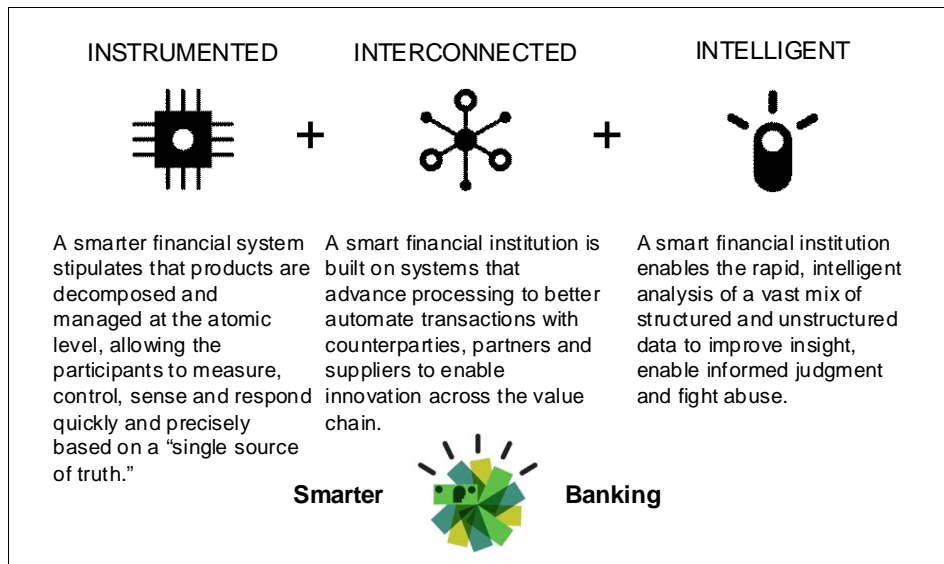 INSTRUMENTED
INTERCONNECTED
INTELLIGENT
+
+
A smarter financial system
stipulates that products are
decomposed and
managed at the atomic
level, allowing the
participants to measure,
control, sense and respond
quickly and precisely
based on a “single source
of truth.”
A smart financial institution is
built on systems that
advance processing to better
automate transactions with
counterparties, partners and
suppliers to enable
innovation across the value
chain.
A smart financial institution
enables the rapid, intelligent
analysis of a vast mix of
structured and unstructured
data to improve insight,
enable informed judgment
and fight abuse.
Smarter
Banking